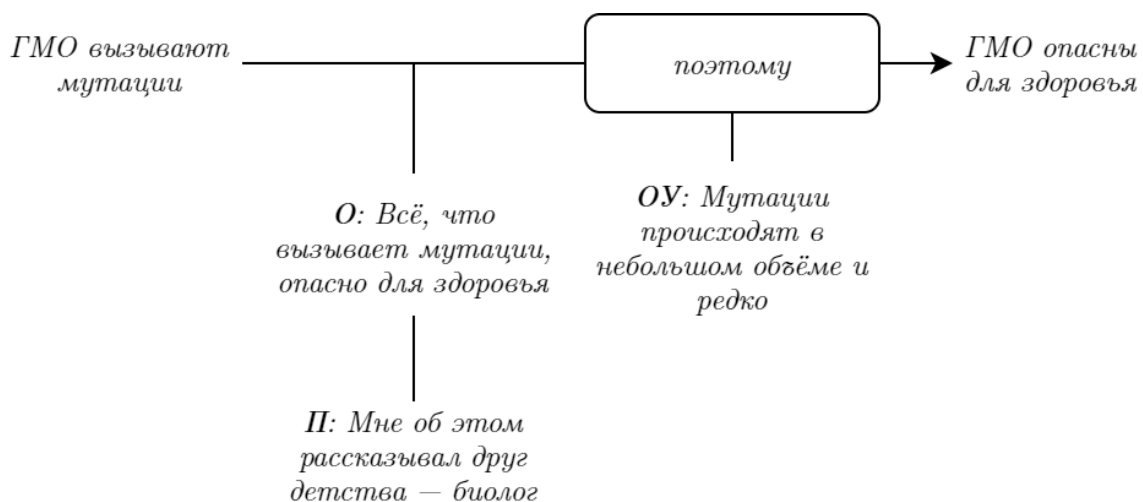 ГМО вызывают
мутации
поэтому
ГМО опасны
для здоровья
О: Всё, что
вызывает мутации,
опасно для здоровья
ОУ: Мутации
происходят в
небольшом объёме и
редко
П: Мне об этом
рассказывал друг
детства — биолог